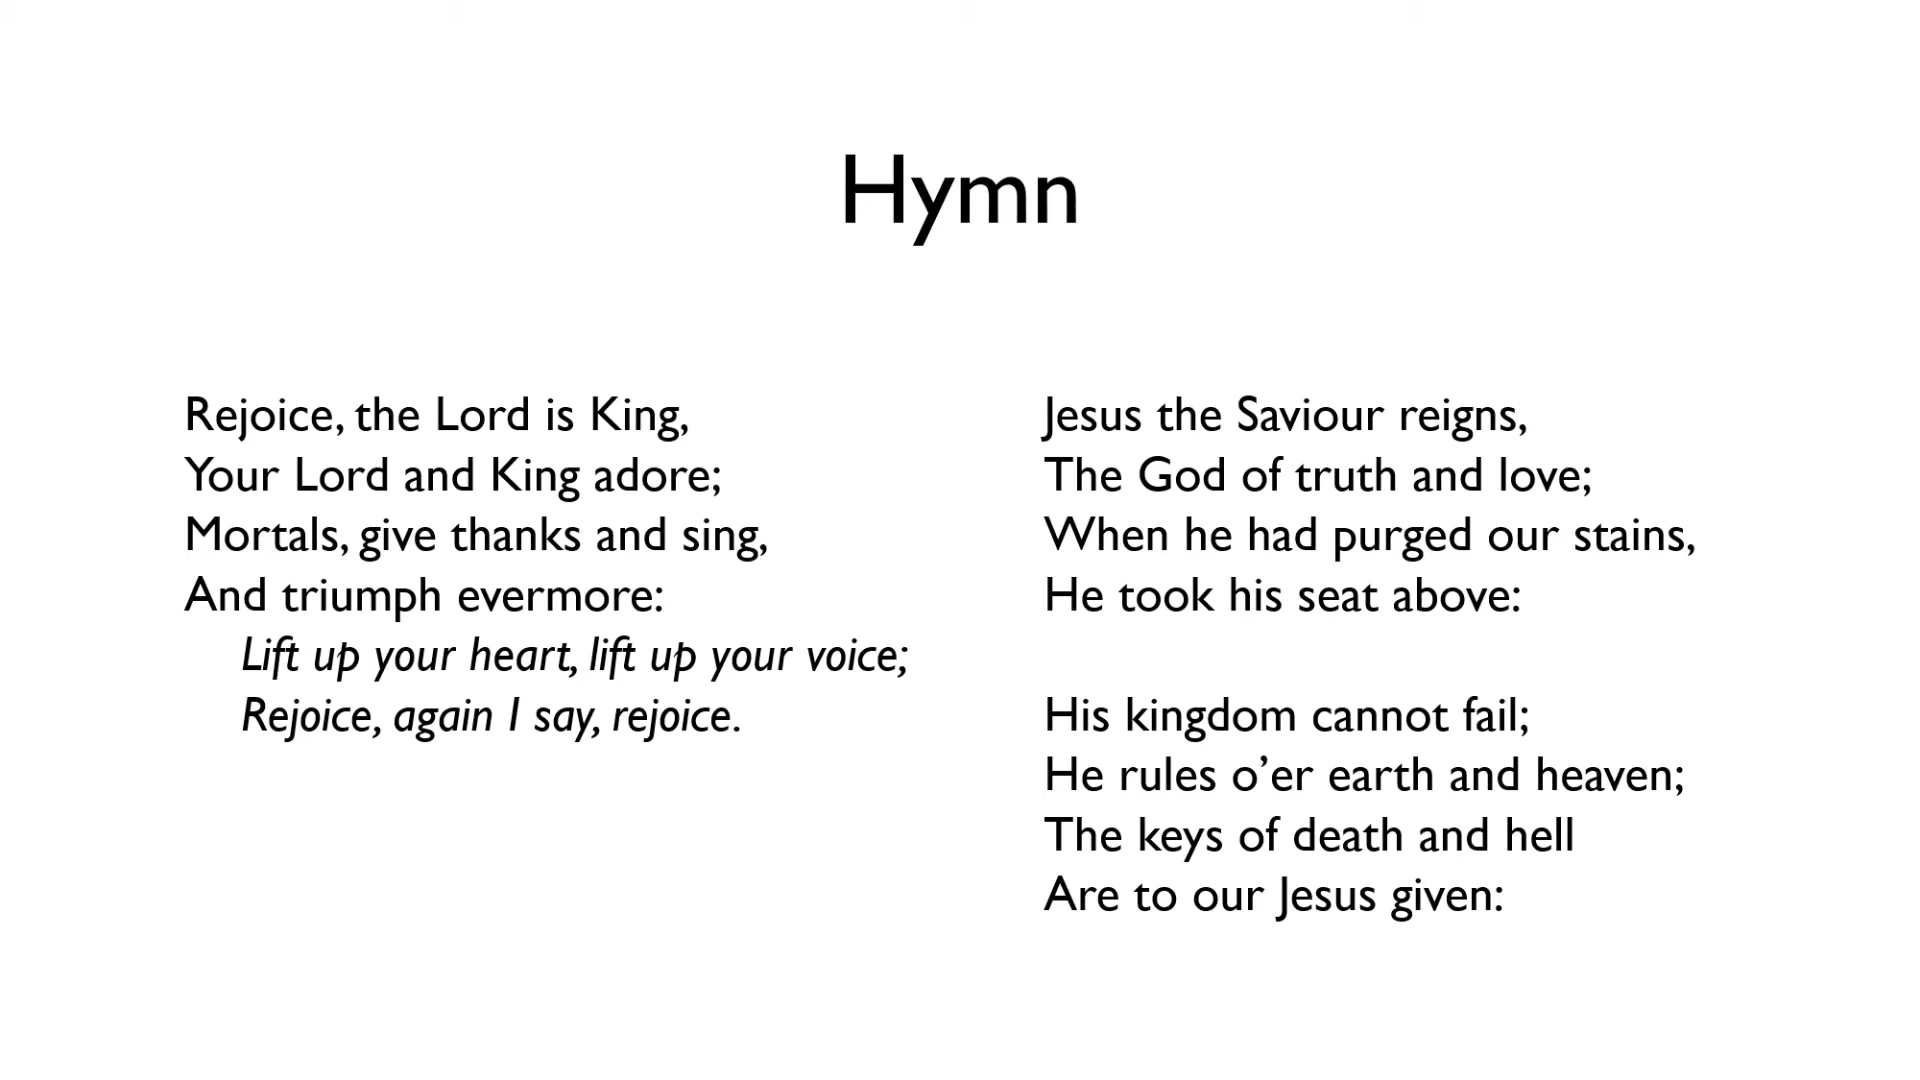 Hymn
Rejoice, the Lord is King,
Your Lord and King adore;
Mortals, give thanks and sing,
And triumph evermore:
Lift up your heart, lift up your voice;
Rejoice, again I say, rejoice.
Jesus the Saviour reigns,
The God of truth and love;
When he had purged our stains,
He took his seat above:
His kingdom cannot fail;
He rules o’er earth and heaven;
The keys of death and hell
Are to our Jesus given: